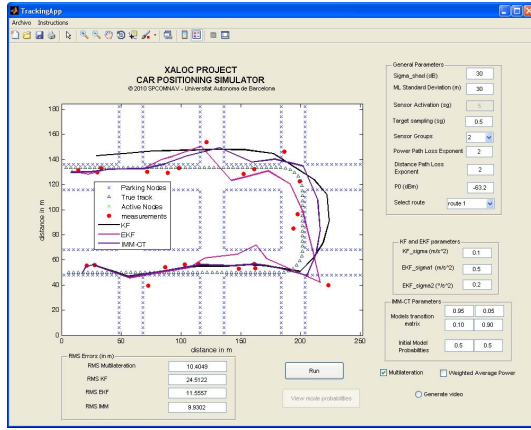 TrackingApp
Archivo Instructions
XALOC PROJECT
CAR POSITIONING SIMULATOR
© 2010 SPCOMNAV - Universitat Autonoma de Barcelona
180
160
140
120
100
80
60
40
20
0
distance in m
0 50 100 150 200 250
distance in m
Parking Nodes
True track
Active Nodes
measurements
KF
EKF
IMM-CT
General Parameters
Sigma_shad (dB) 30
ML Standard Deviation (m) 30
Sensor Activation (sg) 5
Target sampling (sg) 0.5
Sensor Groups: 2
Power Path Loss Exponent 2
Distance Path Loss Exponent 2
P0 (dBm) -63.2
Select route route 1
KF and EKF parameters
KF_sigma (m/s^2) 0.1
EKF_sigma1 (m/s^2) 0.5
EKF_sigma2 (º/s^2) 0.2
IMM-CT Parameters
Models transition matrix
0.95 0.05
0.10 0.90
Initial Model Probabilities 0.5 0.5
RMS Errors (in m)
RMS Multilateration 10.4049
RMS KF 24.5122
RMS EKF 11.5557
RMS IMM 9.9302
Run
View mode probabilities
Multilateration Weighted Average Power
Generate video